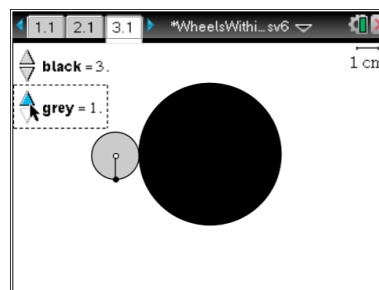 1.1 2.1 3.1 *WheelsWithi...sv6
black = 3.
1 cm
grey = 1.